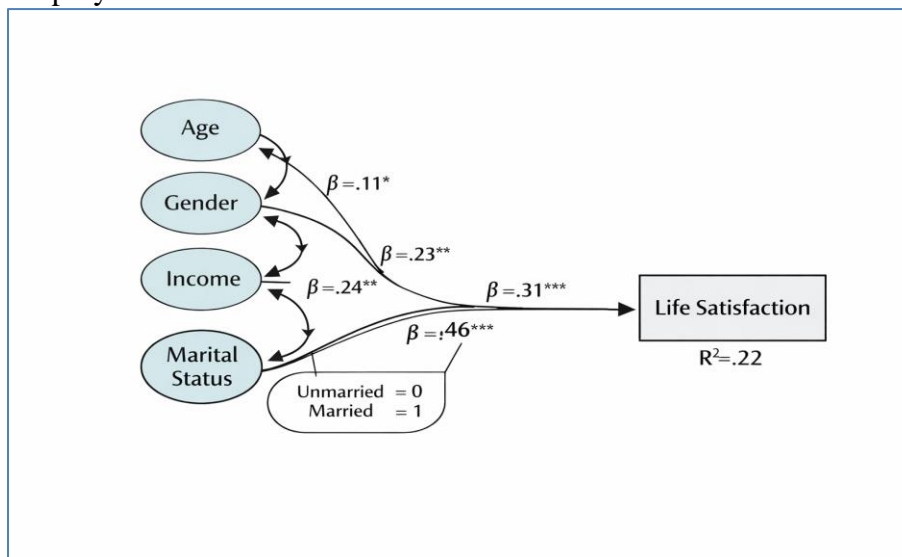 Age
β =.11*
Gender
β =.23**
Income
β =.24**
β =.31***
Life Satisfaction
β = .46***
R²=.22
Marital
Status
Unmarried = 0
Married = 1